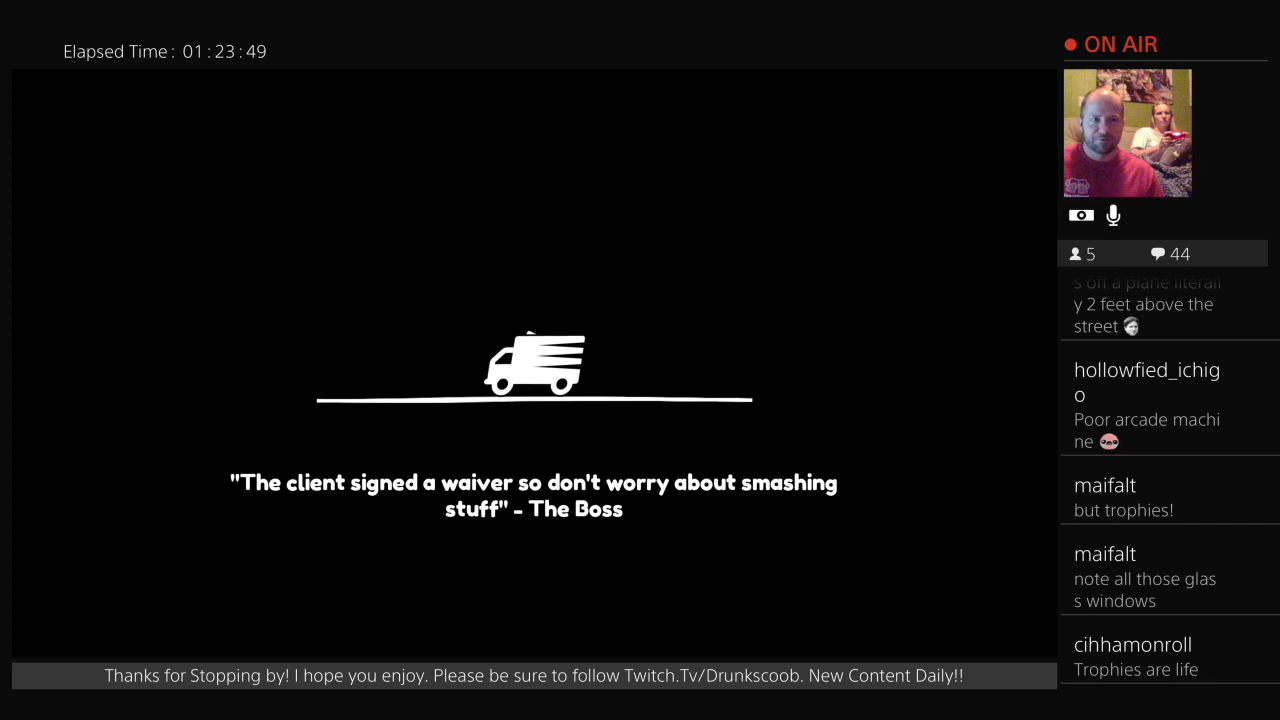 Elapsed Time: 01:23:49
ON AIR
5 44
s off a plane literall
y 2 feet above the
street
hollowfied_ichig
o
Poor arcade machi
ne
maifalt
but trophies!
maifalt
note all those glas
s windows
cihhamonroll
Trophies are life
"The client signed a waiver so don't worry about smashing
stuff" - The Boss
Thanks for Stopping by! I hope you enjoy. Please be sure to follow Twitch.Tv/Drunkscoob. New Content Daily!!